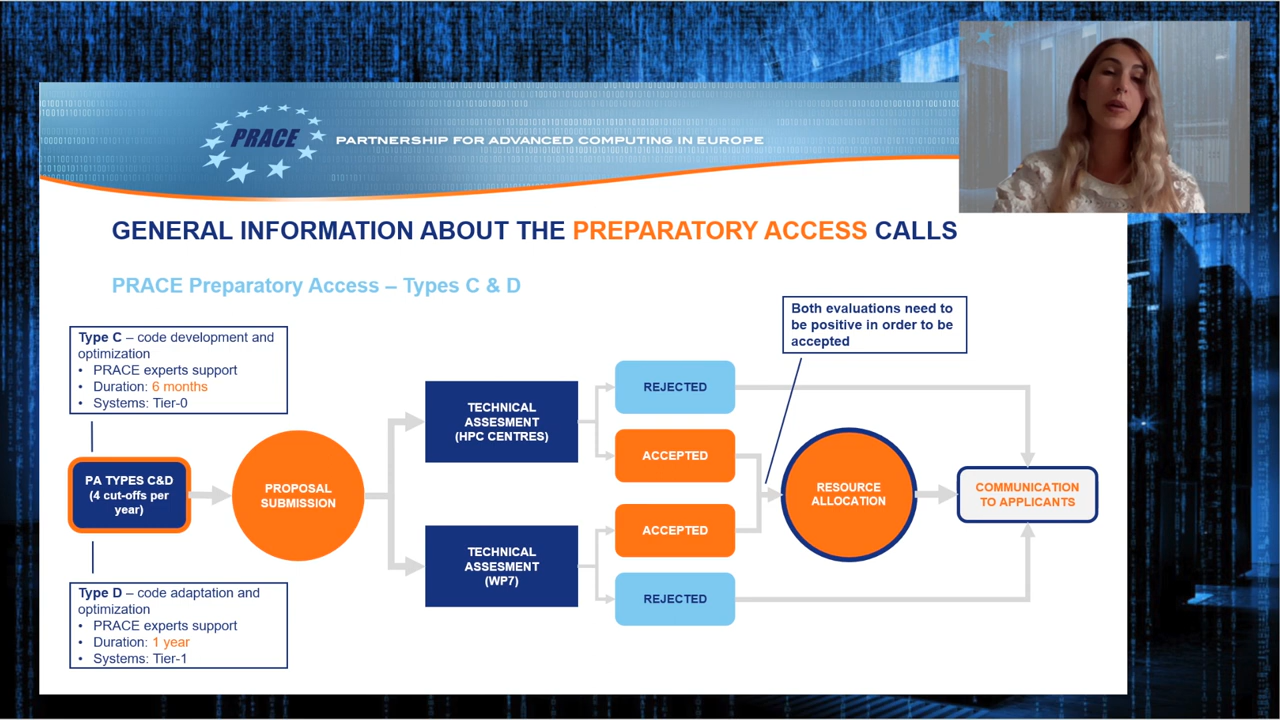 PRACE
PARTNERSHIP FOR ADVANCED COMPUTING IN EUROPE
GENERAL INFORMATION ABOUT THE PREPARATORY ACCESS CALLS
PRACE Preparatory Access – Types C & D
Both evaluations need to
be positive in order to be
accepted
Type C – code development and
optimization
• PRACE experts support
• Duration: 6 months
• Systems: Tier-0
PA TYPES C&D
(4 cut-offs per
year)
PROPOSAL
SUBMISSION
TECHNICAL
ASSESMENT
(HPC CENTRES)
TECHNICAL
ASSESMENT
(WP7)
REJECTED
ACCEPTED
ACCEPTED
REJECTED
RESOURCE
ALLOCATION
COMMUNICATION
TO APPLICANTS
Type D – code adaptation and
optimization
• PRACE experts support
• Duration: 1 year
• Systems: Tier-1